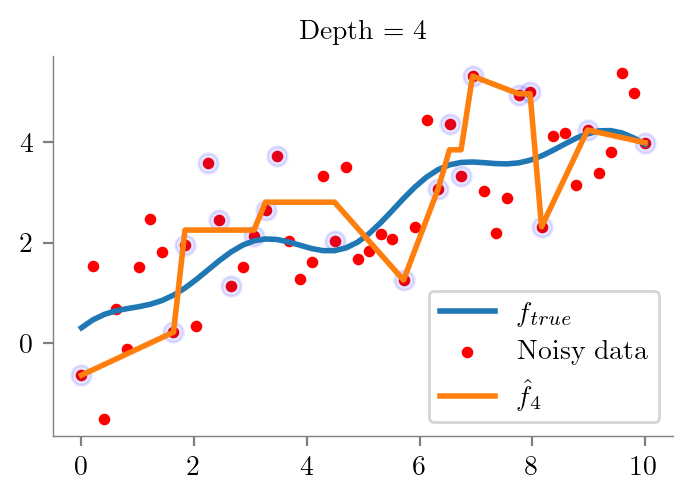 Depth = 4
4
2
0
f_true
Noisy data
f̂_4
0 2 4 6 8 10